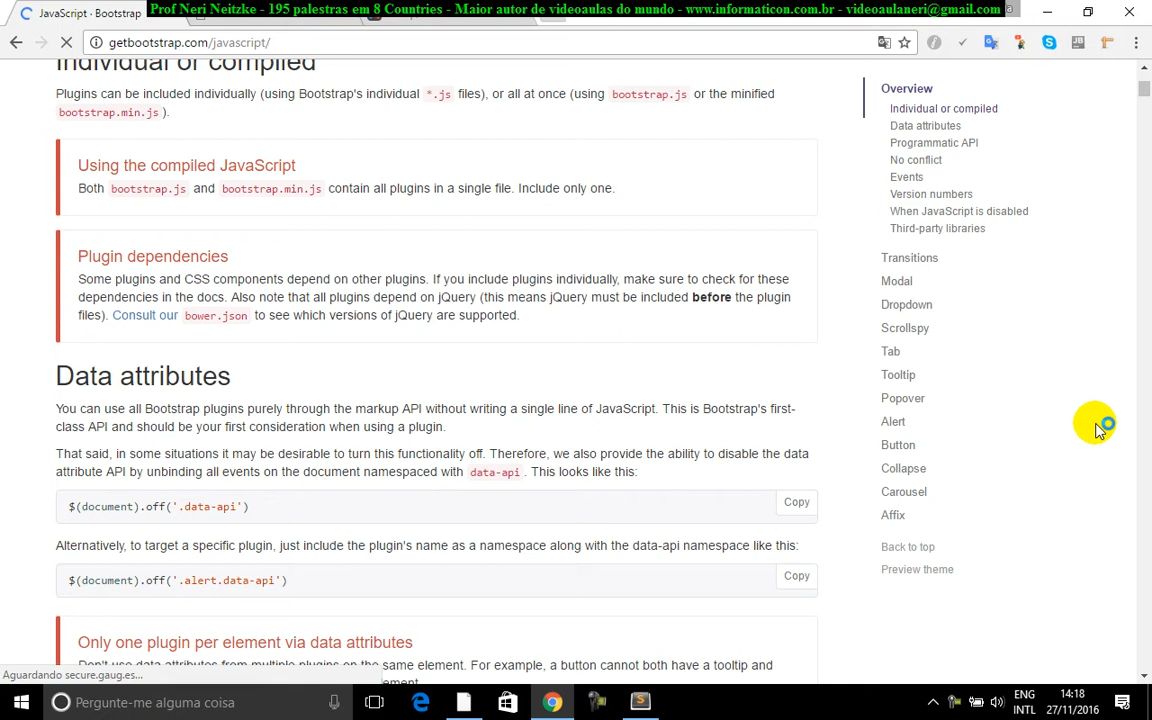 JavaScript · Bootstrap
Prof Neri Neitzke - 195 palestras em 8 Countries - Maior autor de videoaulas do mundo - www.informaticon.com.br - videoaulaneri@gmail.com
getbootstrap.com/javascript/
Individual or compiled
Plugins can be included individually (using Bootstrap's individual *.js files), or all at once (using bootstrap.js or the minified
bootstrap.min.js ).
Using the compiled JavaScript
Both bootstrap.js and bootstrap.min.js contain all plugins in a single file. Include only one.
Plugin dependencies
Some plugins and CSS components depend on other plugins. If you include plugins individually, make sure to check for these
dependencies in the docs. Also note that all plugins depend on jQuery (this means jQuery must be included before the plugin
files). Consult our bower.json to see which versions of jQuery are supported.
Data attributes
You can use all Bootstrap plugins purely through the markup API without writing a single line of JavaScript. This is Bootstrap's first-
class API and should be your first consideration when using a plugin.
That said, in some situations it may be desirable to turn this functionality off. Therefore, we also provide the ability to disable the data
attribute API by unbinding all events on the document namespaced with data-api . This looks like this:
$(document).off('.data-api')
Copy
Alternatively, to target a specific plugin, just include the plugin's name as a namespace along with the data-api namespace like this:
$(document).off('.alert.data-api')
Copy
Only one plugin per element via data attributes
Don't use data attributes from multiple plugins on the same element. For example, a button cannot both have a tooltip and
ement.
Overview
Individual or compiled
Data attributes
Programmatic API
No conflict
Events
Version numbers
When JavaScript is disabled
Third-party libraries
Transitions
Modal
Dropdown
Scrollspy
Tab
Tooltip
Popover
Alert
Button
Collapse
Carousel
Affix
Back to top
Preview theme
Aguardando secure.gaug.es...
Pergunte-me alguma coisa
ENG
INTL
14:18
27/11/2016